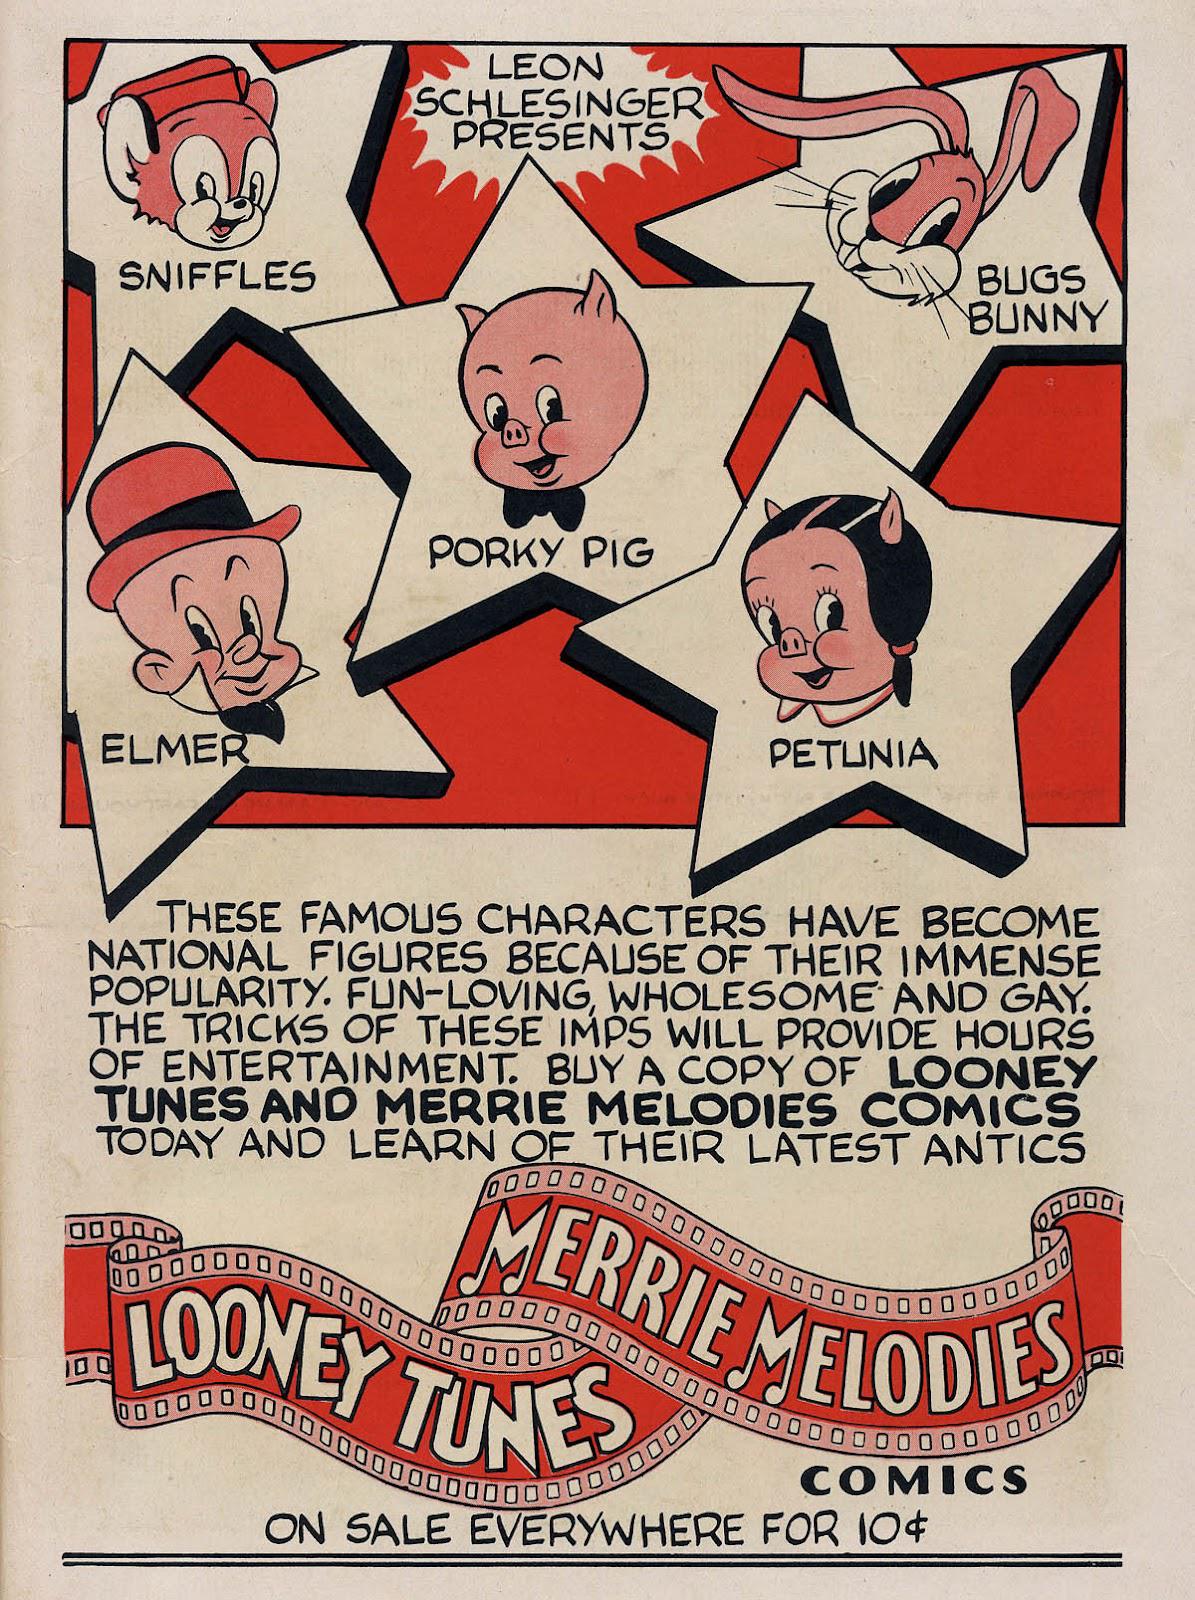 LEON
SCHLESINGER
PRESENTS
SNIFFLES
BUGS
BUNNY
PORKY PIG
ELMER
PETUNIA
THESE FAMOUS CHARACTERS HAVE BECOME
NATIONAL FIGURES BECAUSE OF THEIR IMMENSE
POPULARITY. FUN-LOVING, WHOLESOME AND GAY.
THE TRICKS OF THESE IMPS WILL PROVIDE HOURS
OF ENTERTAINMENT. BUY A COPY OF LOONEY
TUNES AND MERRIE MELODIES COMICS
TODAY AND LEARN OF THEIR LATEST ANTICS
LOONEY TUNES
MERRIE MELODIES
COMICS
ON SALE EVERYWHERE FOR 10¢